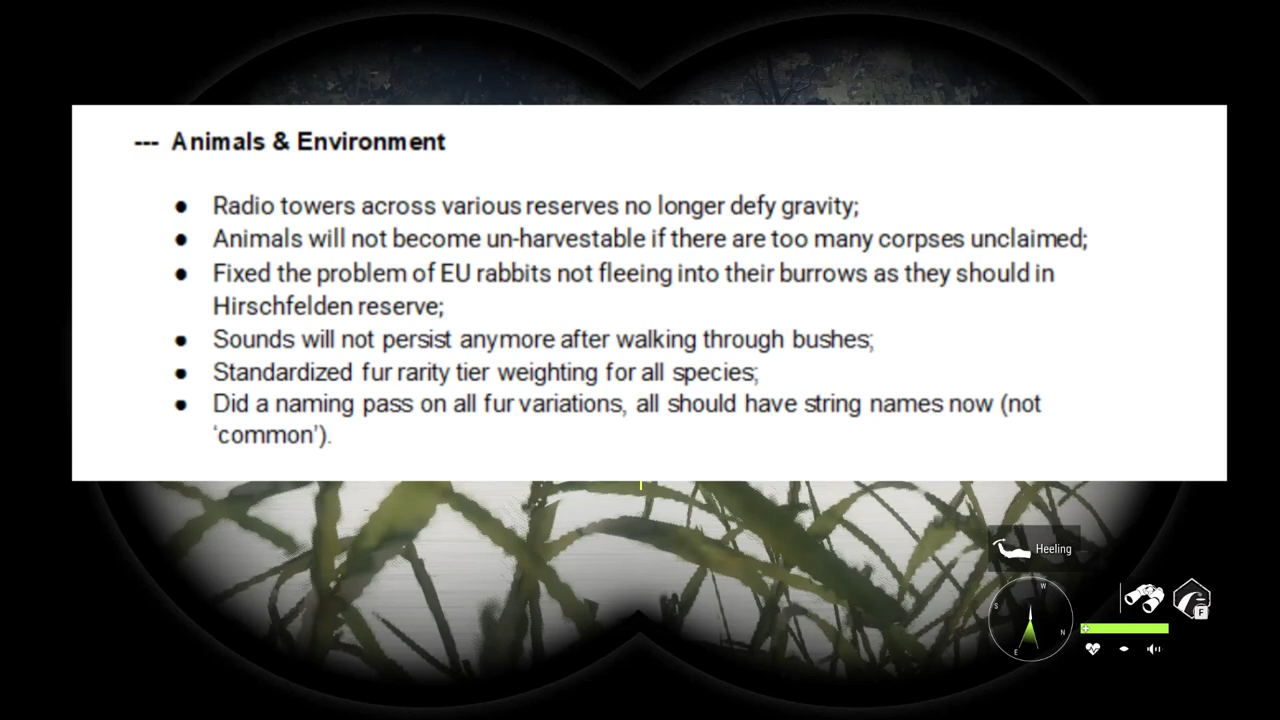 --- Animals & Environment
● Radio towers across various reserves no longer defy gravity;
● Animals will not become un-harvestable if there are too many corpses unclaimed;
● Fixed the problem of EU rabbits not fleeing into their burrows as they should in
Hirschfelden reserve;
● Sounds will not persist anymore after walking through bushes;
● Standardized fur rarity tier weighting for all species;
● Did a naming pass on all fur variations, all should have string names now (not
‘common’).
Heeling
W
S
N
E
F